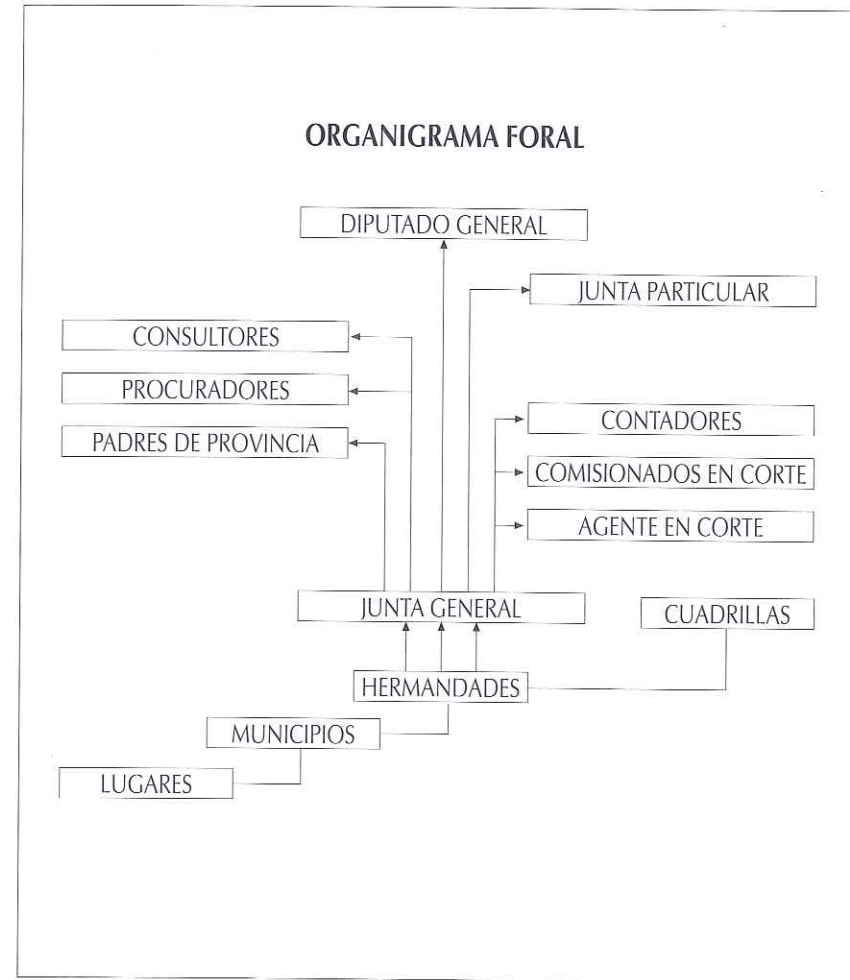 ORGANIGRAMA FORAL
DIPUTADO GENERAL
JUNTA PARTICULAR
CONSULTORES
PROCURADORES
PADRES DE PROVINCIA
CONTADORES
COMISIONADOS EN CORTE
AGENTE EN CORTE
JUNTA GENERAL
CUADRILLAS
HERMANDADES
MUNICIPIOS
LUGARES